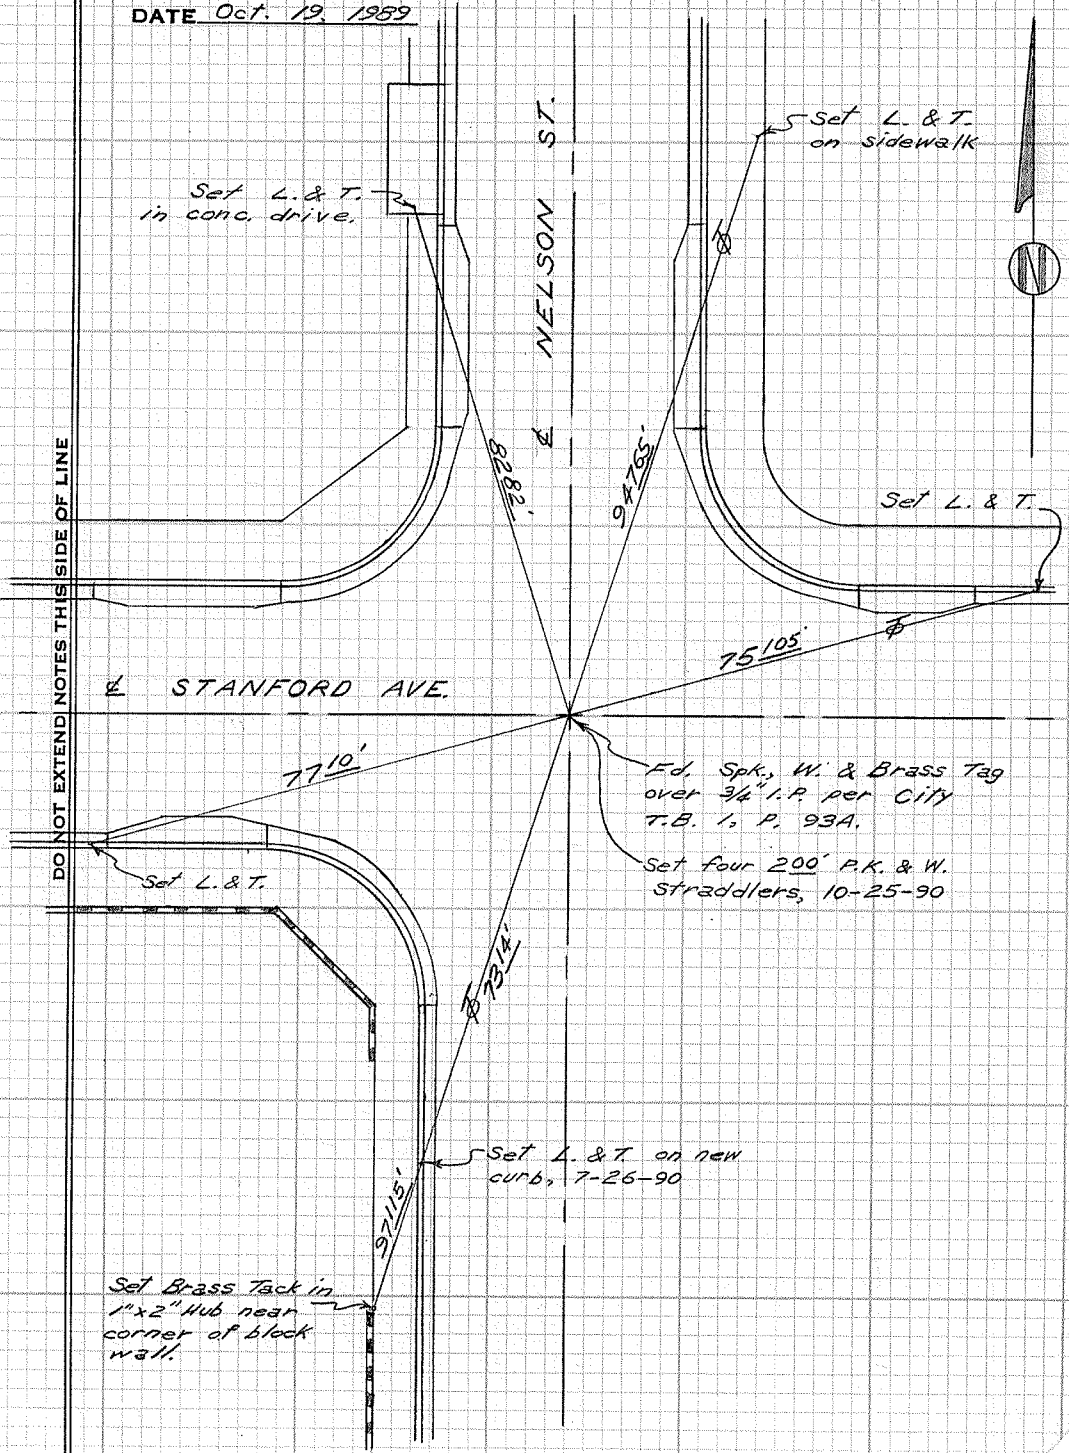 DATE Oct. 19, 1989
Set L. & T.
on sidewalk
Set L. & T.
in conc. drive.
N
℄ NELSON ST.
82 82'
94 765'
Set L. & T.
DO NOT EXTEND NOTES THIS SIDE OF LINE
75 105'
℄ STANFORD AVE.
77 10'
Fd. Spk., W. & Brass Tag
over 3/4" I.P. per City
T.B. 1, P. 93A.
Set four 2 00' P.K. & W.
Straddlers, 10-25-90
Set L. & T.
73 14'
Set L. & T. on new
curb, 7-26-90
97 115'
Set Brass Tack in
1"x2" Hub near
corner of block
wall.